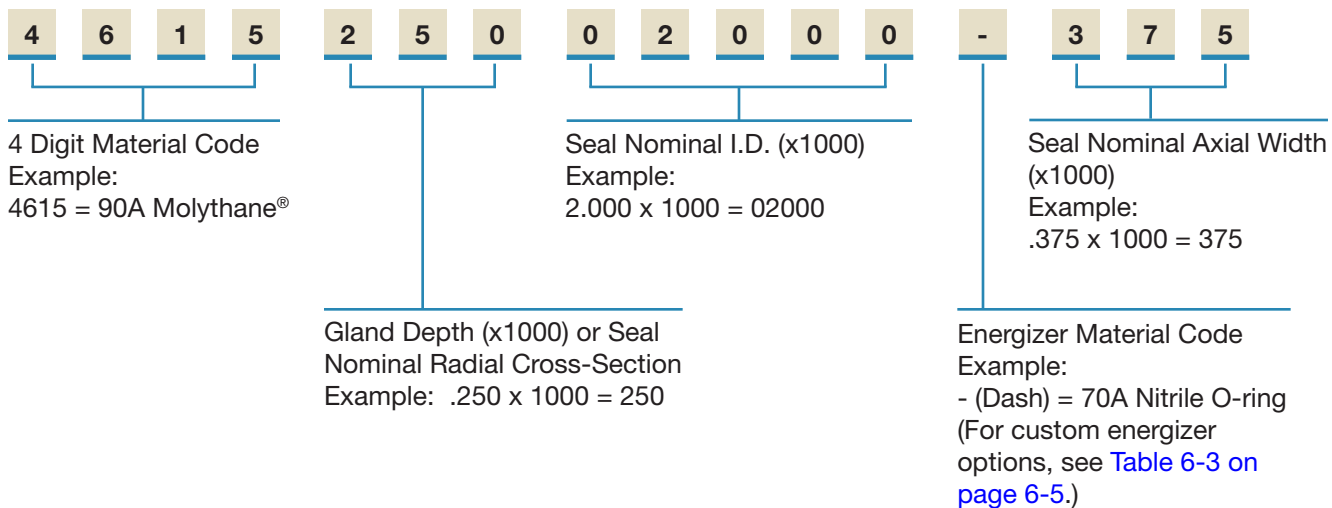 4 6 1 5 2 5 0 0 2 0 0 0 - 3 7 5
4 Digit Material Code
Example:
4615 = 90A Molythane®
Seal Nominal I.D. (x1000)
Example:
2.000 x 1000 = 02000
Seal Nominal Axial Width
(x1000)
Example:
.375 x 1000 = 375
Gland Depth (x1000) or Seal
Nominal Radial Cross-Section
Example: .250 x 1000 = 250
Energizer Material Code
Example:
- (Dash) = 70A Nitrile O-ring
(For custom energizer
options, see Table 6-3 on
page 6-5.)